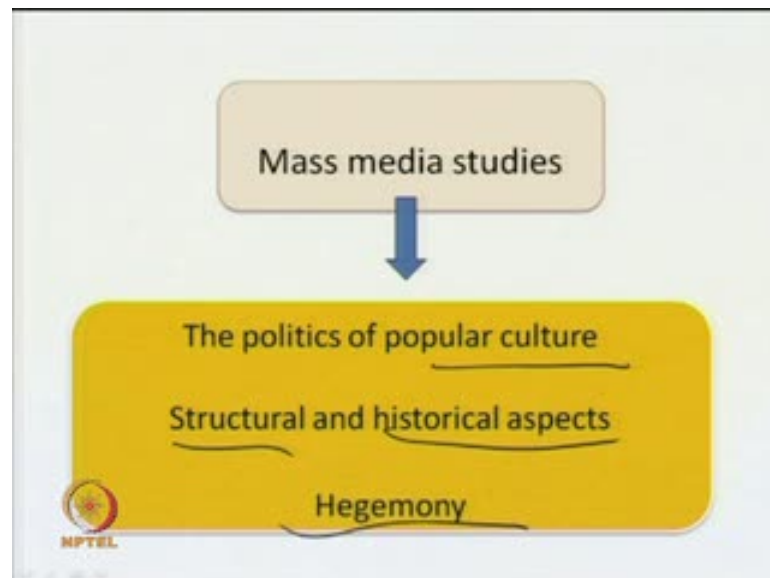 Mass media studies
The politics of popular culture
Structural and historical aspects
Hegemony
NPTEL